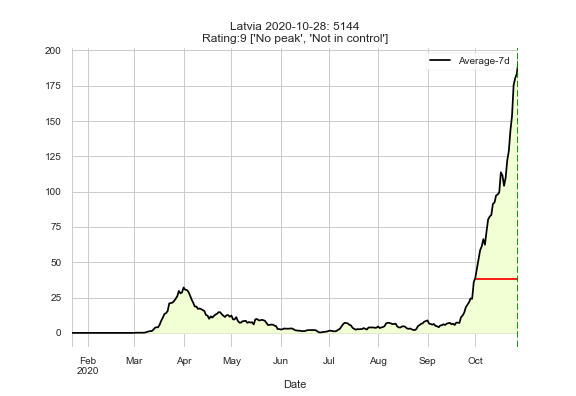 Latvia 2020-10-28: 5144
Rating:9 ['No peak', 'Not in control']
200
Average-7d
175
150
125
100
75
50
25
0
Feb Mar Apr May Jun Jul Aug Sep Oct
2020
Date